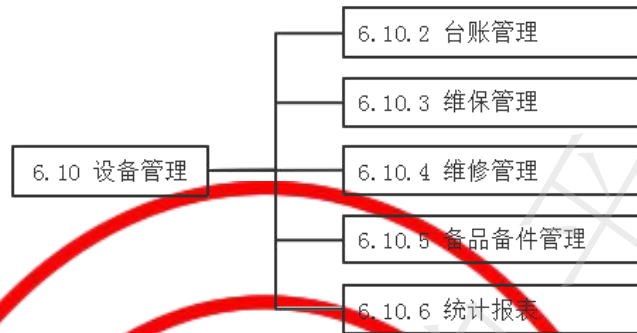 6.10.2 台账管理
6.10.3 维保管理
6.10 设备管理
6.10.4 维修管理
6.10.5 备品备件管理
6.10.6 统计报表